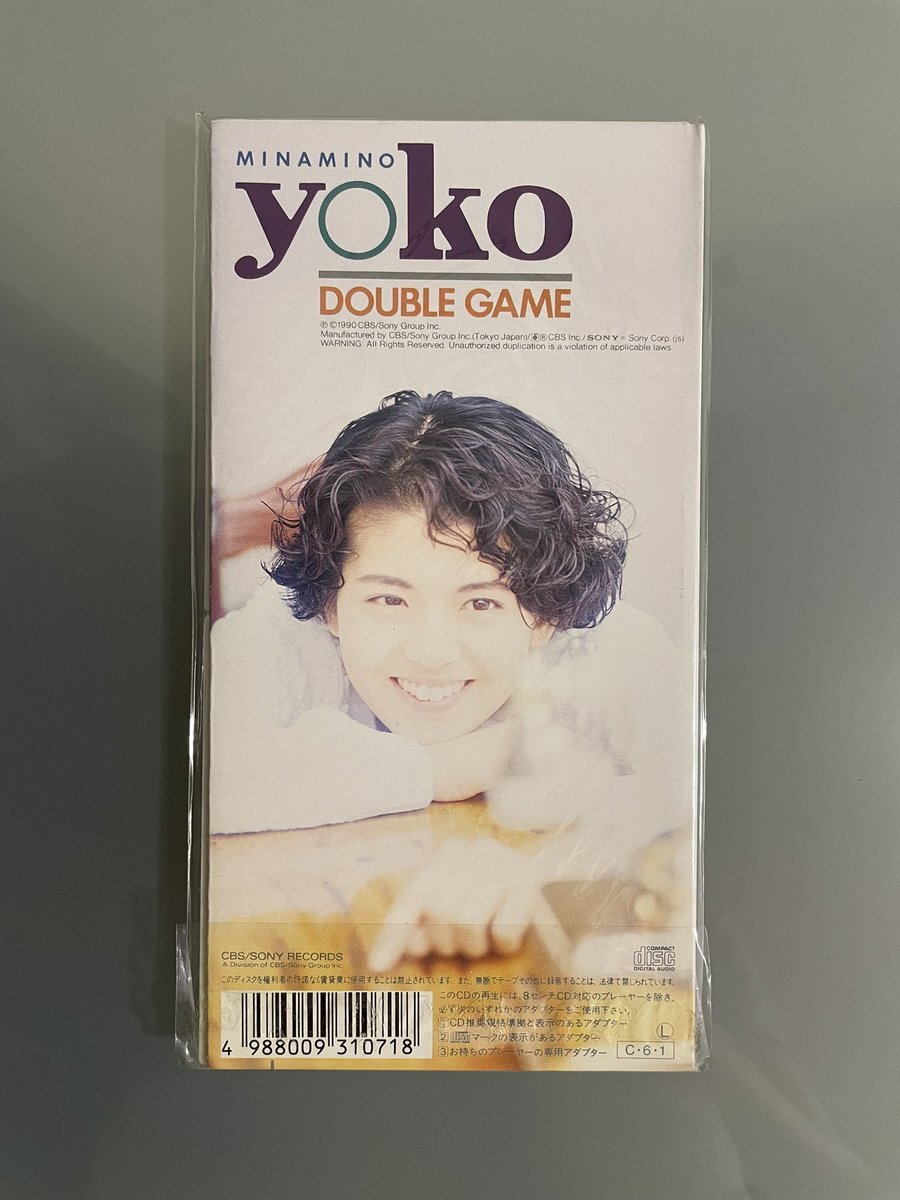 MINAMINO
yoko
DOUBLE GAME
Ⓟ©1990 CBS/Sony Group Inc.
Manufactured by CBS/Sony Group Inc.(Tokyo Japan)/ ® CBS Inc./SONY® Sony Corp. (js)
WARNING: All Rights Reserved. Unauthorized duplication is a violation of applicable laws.
CBS/SONY RECORDS
A Division of CBS/Sony Group Inc.
COMPACT
disc
DIGITAL AUDIO
このディスクを権利者の許諾なく賃貸業に使用することは禁止されています。また、無断でテープその他に録音することは、法律で禁じられています。
このCDの再生には、8センチCD対応のプレーヤーを除き、
必ず次のいずれかのアダプターをご使用下さい。
①CD推奨規格準拠と表示のあるアダプター
②マークの表示があるアダプター
③お持ちのプレーヤーの専用アダプター
Ⓛ
C・6・1
4 988009 310718